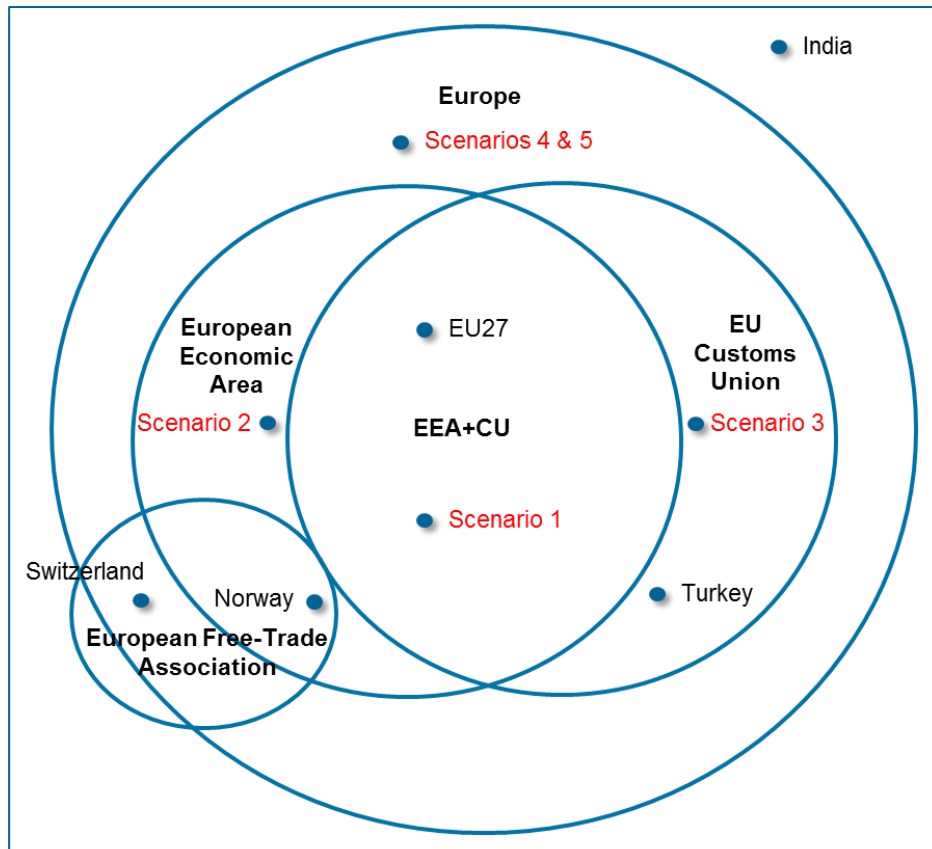 India
Europe
Scenarios 4 & 5
European
Economic
Area
EU27
EU
Customs
Union
Scenario 2
EEA+CU
Scenario 3
Scenario 1
Switzerland
Norway
Turkey
European Free-Trade
Association